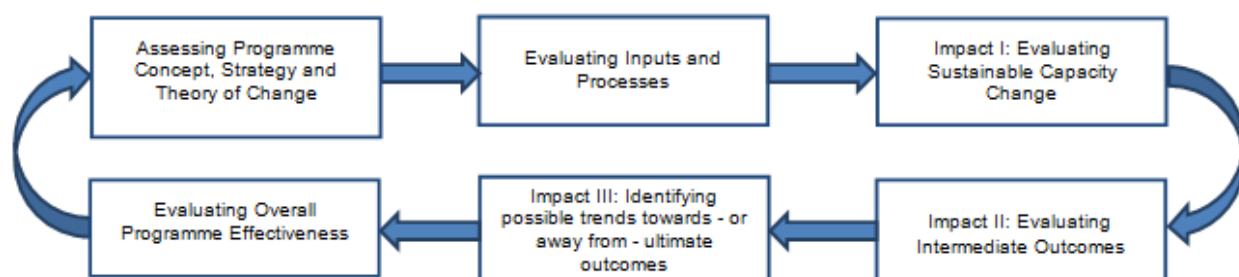 Assessing Programme
Concept, Strategy and
Theory of Change
Evaluating Inputs and
Processes
Impact I: Evaluating
Sustainable Capacity
Change
Impact II: Evaluating
Intermediate Outcomes
Impact III: Identifying
possible trends towards - or
away from - ultimate
outcomes
Evaluating Overall
Programme Effectiveness